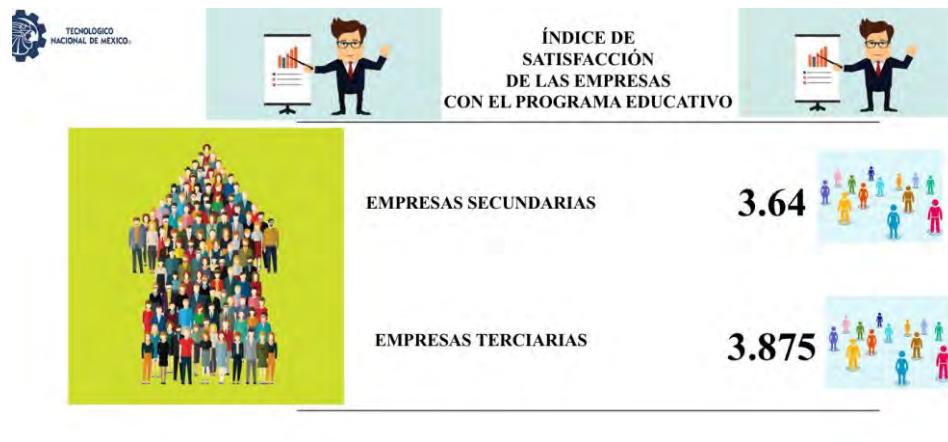 TECNOLÓGICO
NACIONAL DE MÉXICO®
ÍNDICE DE
SATISFACCIÓN
DE LAS EMPRESAS
CON EL PROGRAMA EDUCATIVO
EMPRESAS SECUNDARIAS
3.64
EMPRESAS TERCIARIAS
3.875